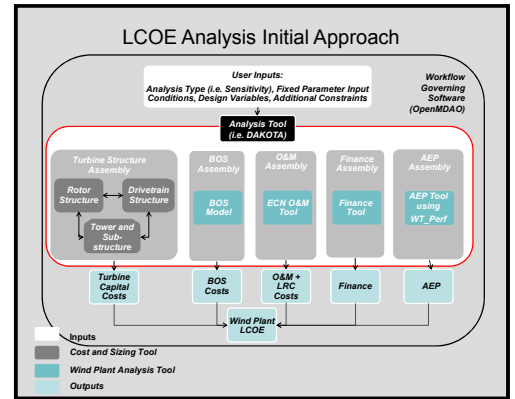 LCOE Analysis Initial Approach
User Inputs:
Analysis Type (i.e. Sensitivity), Fixed Parameter Input
Conditions, Design Variables, Additional Constraints
Workflow
Governing
Software
(OpenMDAO)
Analysis Tool
(i.e. DAKOTA)
Turbine Structure
Assembly
Rotor
Structure
Drivetrain
Structure
Tower and
Sub-
structure
BOS
Assembly
BOS
Model
O&M
Assembly
ECN O&M
Tool
Finance
Assembly
Finance
Tool
AEP
Assembly
AEP Tool
using
WT_Perf
Turbine
Capital
Costs
BOS
Costs
O&M +
LRC
Costs
Finance
AEP
Wind Plant
LCOE
Inputs
Cost and Sizing Tool
Wind Plant Analysis Tool
Outputs